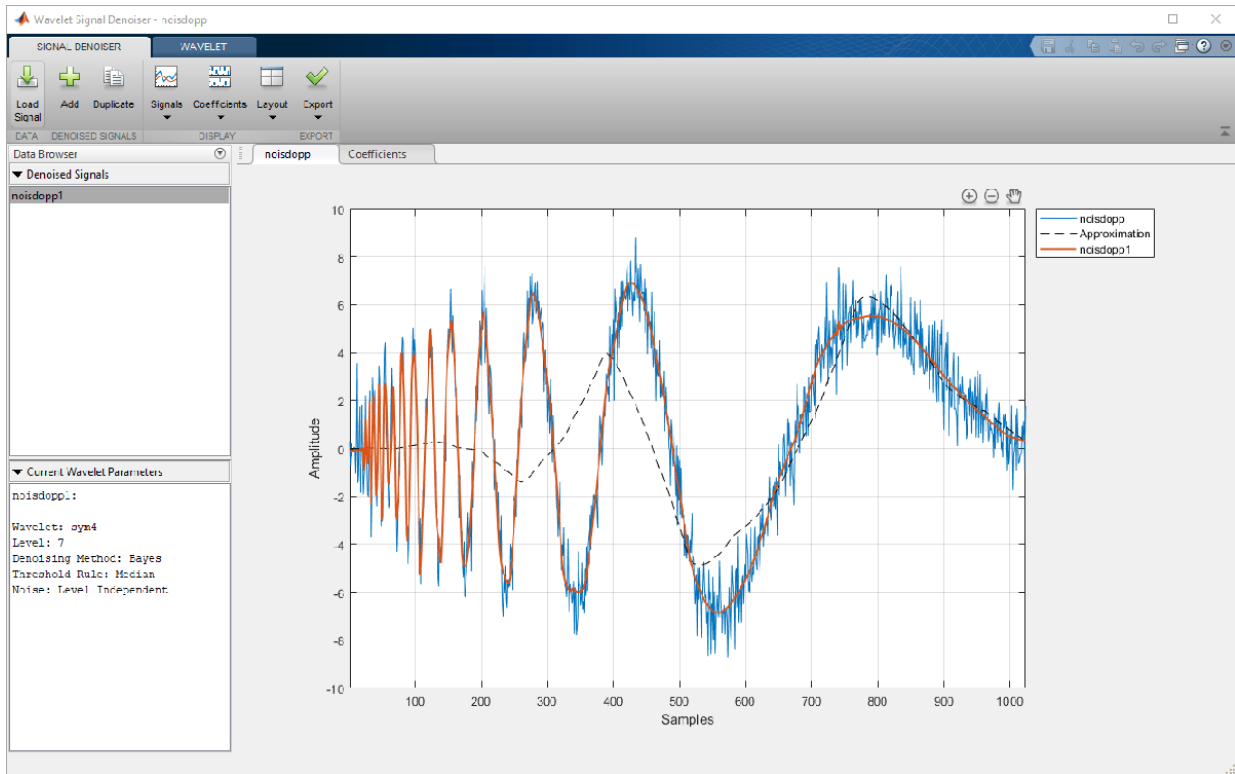 Wavelet Signal Denoiser - noisdopp
SIGNAL DENOISER
WAVELET
Load Signal
Add
Duplicate
Signals
Coefficients
Layout
Export
DATA
DENOISED SIGNALS
DISPLAY
EXPORT
Data Browser
Denoised Signals
noisdopp1
Current Wavelet Parameters
noisdopp1:
Wavelet: sym4
Level: 7
Denoising Method: Bayes
Threshold Rule: Median
Noise: Level Independent
noisdopp
Coefficients
10
8
6
4
2
0
-2
-4
-6
-8
-10
Amplitude
100 200 300 400 500 600 700 800 900 1000
Samples
noisdopp
Approximation
noisdopp1